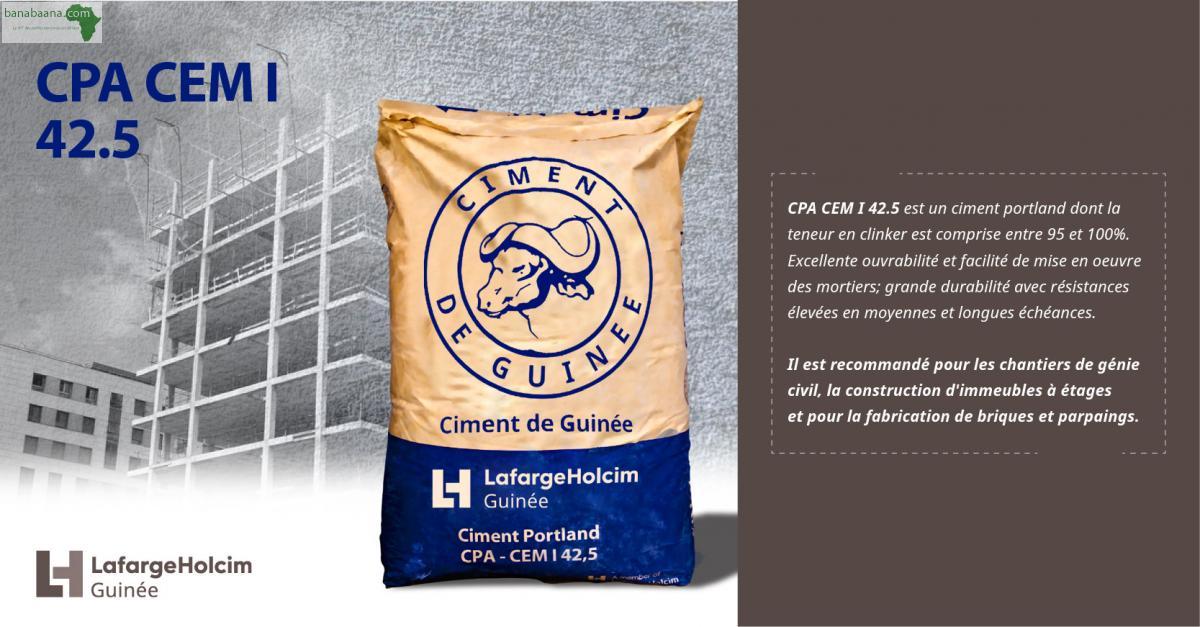 banabaana.com
CPA CEM I
42.5
CIMENT
DE GUINEE
Ciment de Guinée
LafargeHolcim
Guinée
Ciment Portland
CPA - CEM I 42,5
A member of
LafargeHolcim
Guinée
CPA CEM I 42.5 est un ciment portland dont la
teneur en clinker est comprise entre 95 et 100%.
Excellente ouvrabilité et facilité de mise en oeuvre
des mortiers; grande durabilité avec résistances
élevées en moyennes et longues échéances.
Il est recommandé pour les chantiers de génie
civil, la construction d'immeubles à étages
et pour la fabrication de briques et parpaings.